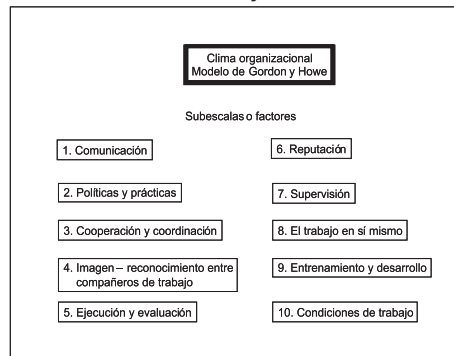 Clima organizacional
Modelo de Gordon y Howe
Subescalas o factores
1. Comunicación
2. Políticas y prácticas
3. Cooperación y coordinación
4. Imagen – reconocimiento entre
compañeros de trabajo
5. Ejecución y evaluación
6. Reputación
7. Supervisión
8. El trabajo en sí mismo
9. Entrenamiento y desarrollo
10. Condiciones de trabajo